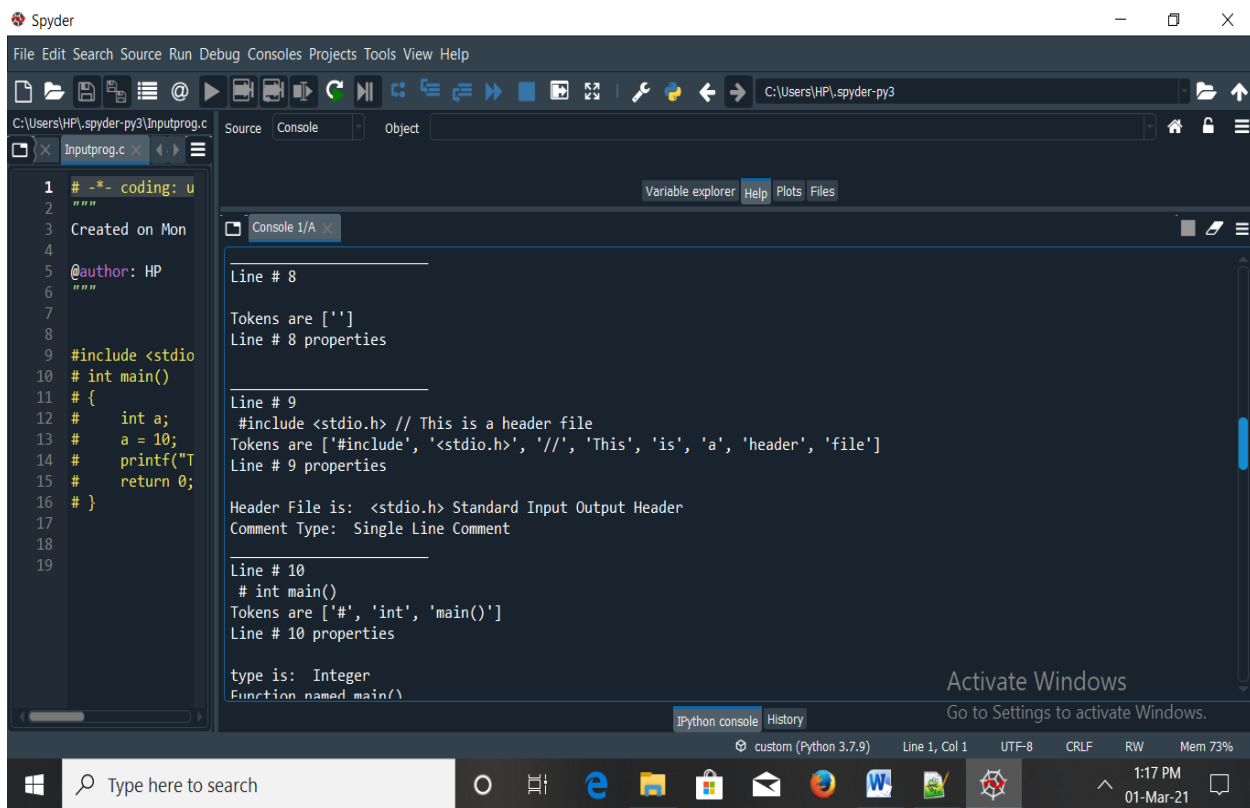 Spyder
File Edit Search Source Run Debug Consoles Projects Tools View Help
C:\Users\HP\.spyder-py3
C:\Users\HP\.spyder-py3\Inputprog.c
Inputprog.c
1 # -*- coding: u
2 """
3 Created on Mon
4
5 @author: HP
6 """
7
8
9 #include <stdio
10 # int main()
11 # {
12 #     int a;
13 #     a = 10;
14 #     printf("T
15 #     return 0;
16 # }
17
18
19
Source Console Object
Variable explorer Help Plots Files
Console 1/A
Line # 8
Tokens are ['']
Line # 8 properties
Line # 9
#include <stdio.h> // This is a header file
Tokens are ['#include', '<stdio.h>', '//', 'This', 'is', 'a', 'header', 'file']
Line # 9 properties
Header File is:  <stdio.h> Standard Input Output Header
Comment Type:  Single Line Comment
Line # 10
# int main()
Tokens are ['#', 'int', 'main()']
Line # 10 properties
type is:  Integer
Function named main()
Activate Windows
Go to Settings to activate Windows.
IPython console History
custom (Python 3.7.9) Line 1, Col 1 UTF-8 CRLF RW Mem 73%
Type here to search
1:17 PM
01-Mar-21